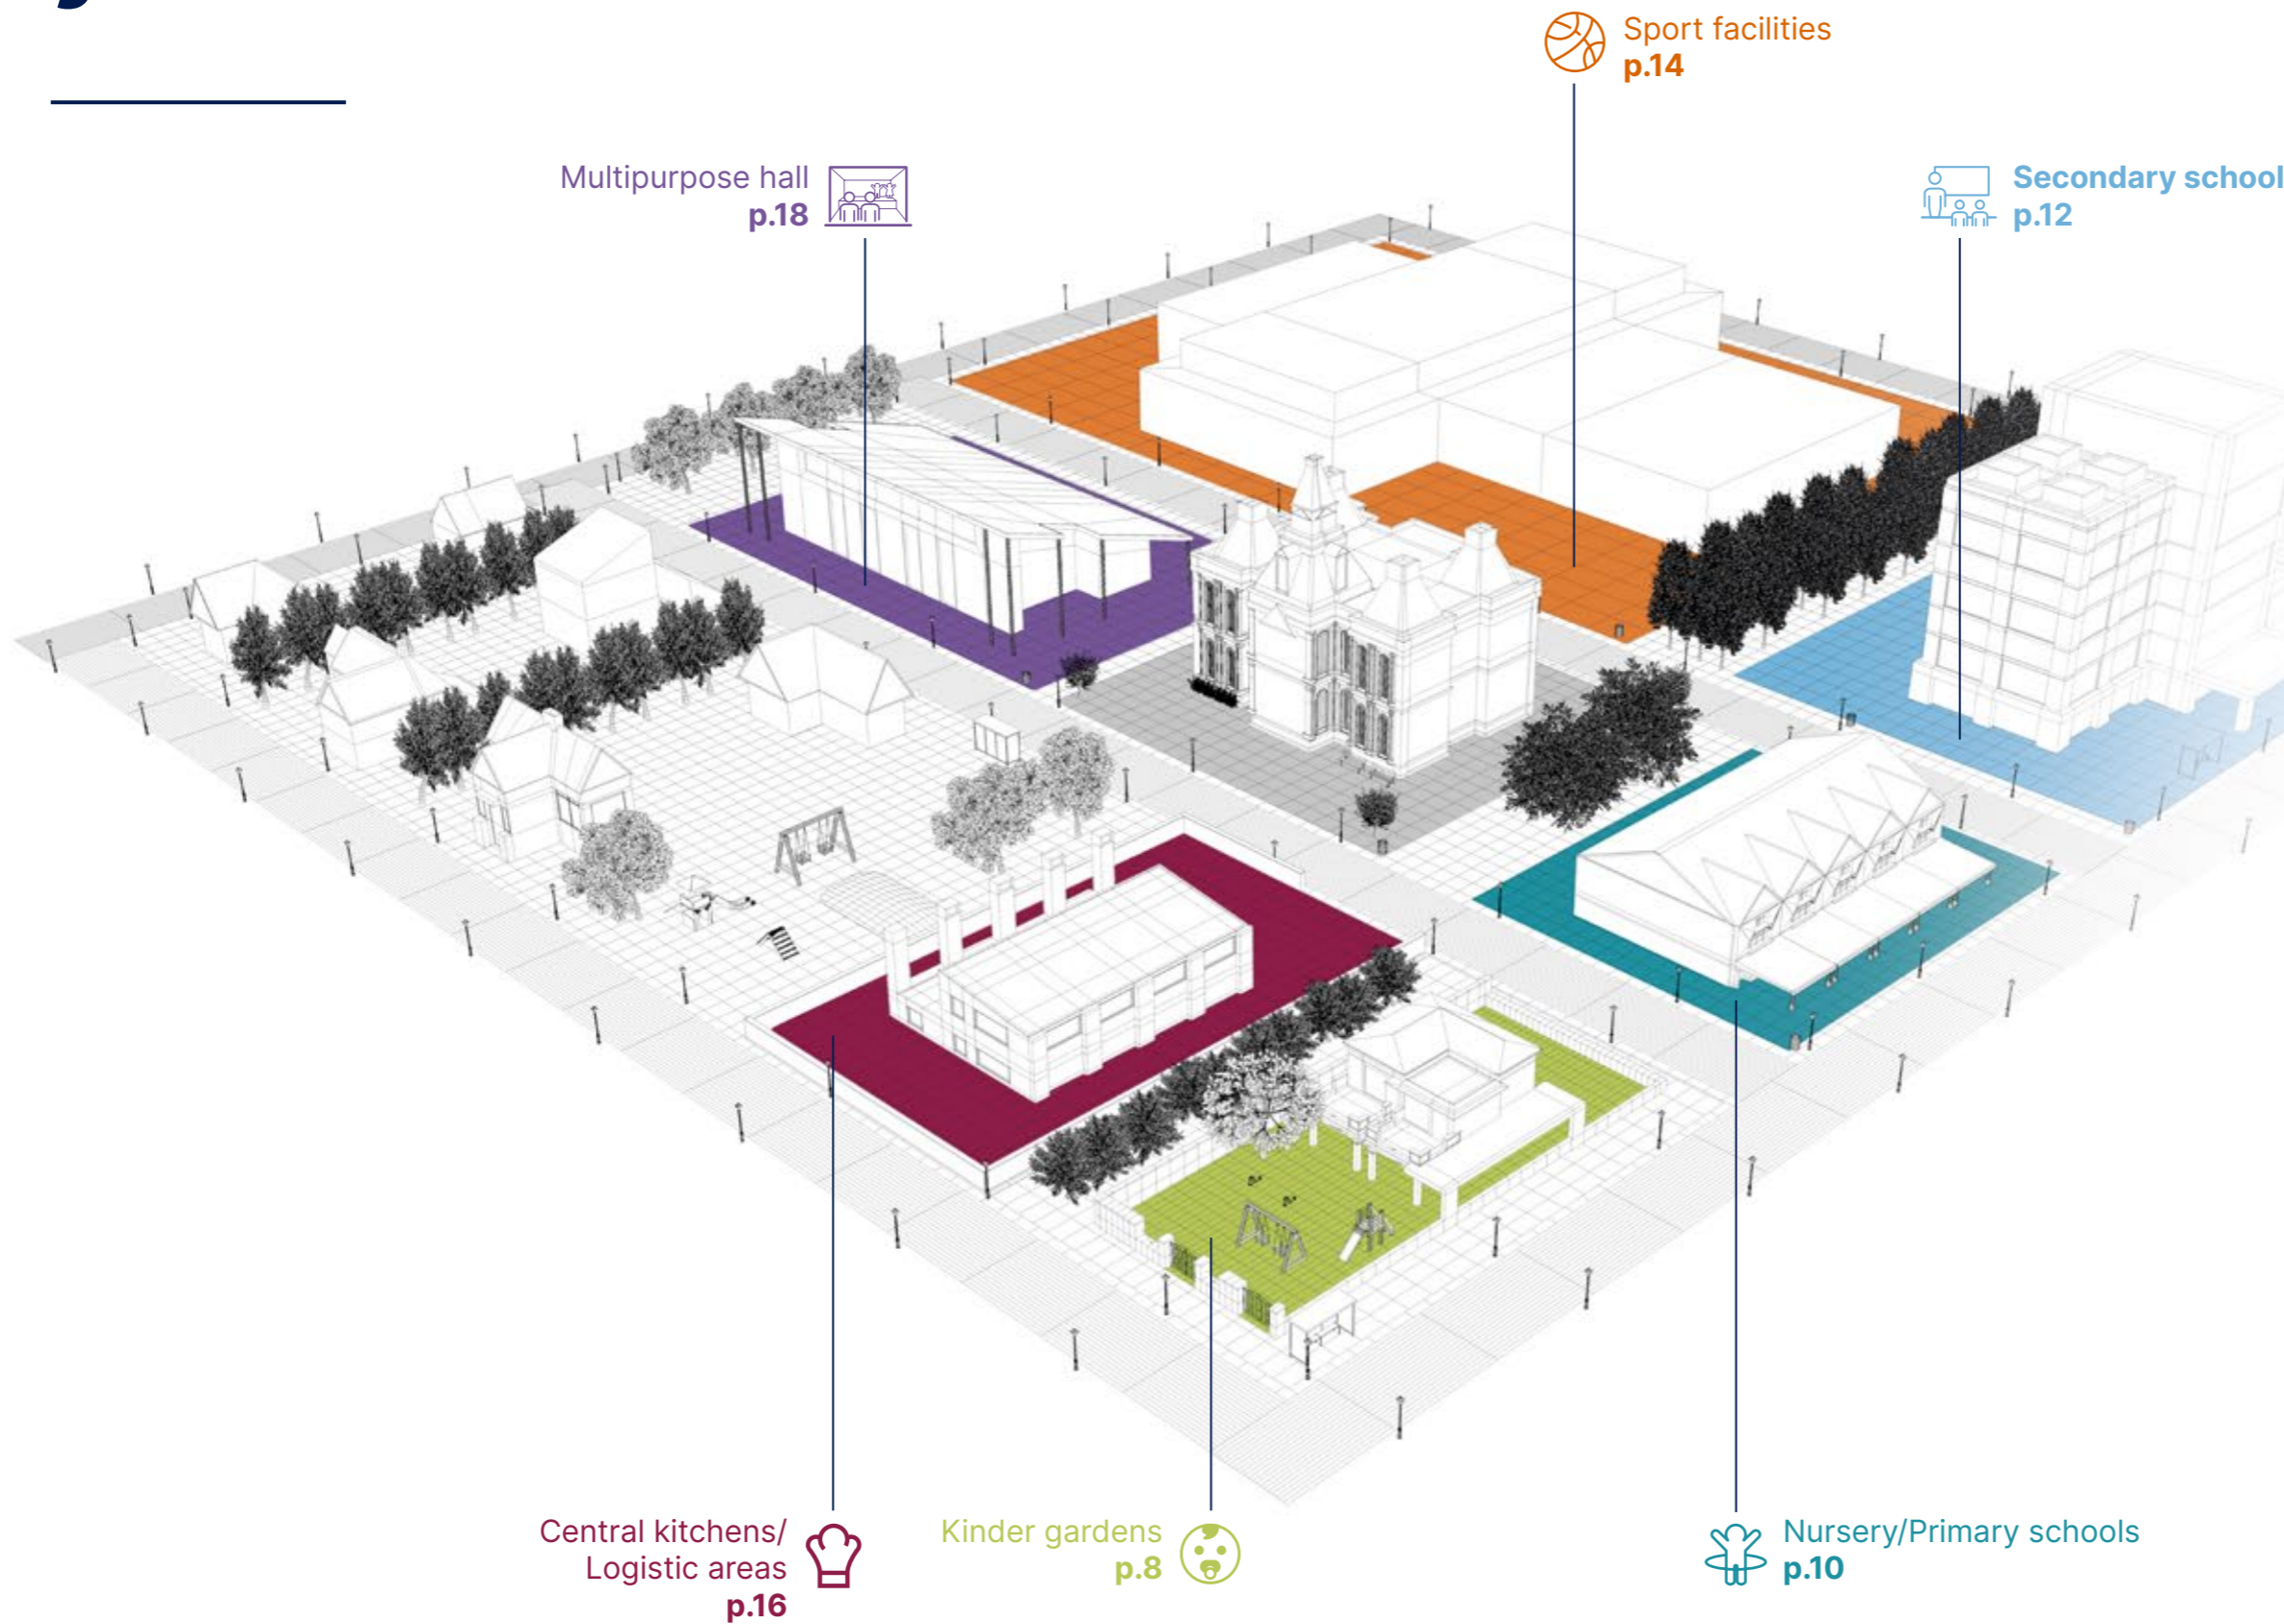 Sport facilities
p.14
Multipurpose hall
p.18
Secondary school
p.12
Central kitchens/
Logistic areas
p.16
Kinder gardens
p.8
Nursery/Primary schools
p.10